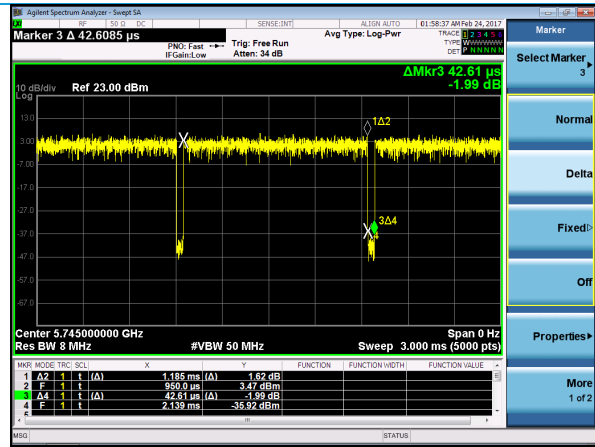 Agilent Spectrum Analyzer - Swept SA
RF 50 Ω DC SENSE:INT ALIGN AUTO 01:58:37 AM Feb 24, 2017
Marker 3 Δ 42.6085 µs
PNO: Fast Trig: Free Run Avg Type: Log-Pwr TRACE 1 2 3 4 5 6
IFGain:Low Atten: 34 dB TYPE WWWWWW
DET P N N N N N
ΔMkr3 42.61 µs
-1.99 dB
10 dB/div Ref 23.00 dBm
Log
13.0
3.00
-7.00
-17.0
-27.0
-37.0
-47.0
-57.0
-67.0
1Δ2
3Δ4
Center 5.745000000 GHz Span 0 Hz
Res BW 8 MHz #VBW 50 MHz Sweep 3.000 ms (5000 pts)
MKR MODE TRC SCL X Y FUNCTION FUNCTION WIDTH FUNCTION VALUE
1 Δ2 1 t (Δ) 1.185 ms (Δ) 1.62 dB
2 F 1 t 950.0 µs 3.47 dBm
3 Δ4 1 t (Δ) 42.61 µs (Δ) -1.99 dB
4 F 1 t 2.139 ms -35.92 dBm
5
MSG STATUS
Marker
Select Marker
3
Normal
Delta
Fixed
Off
Properties
More
1 of 2